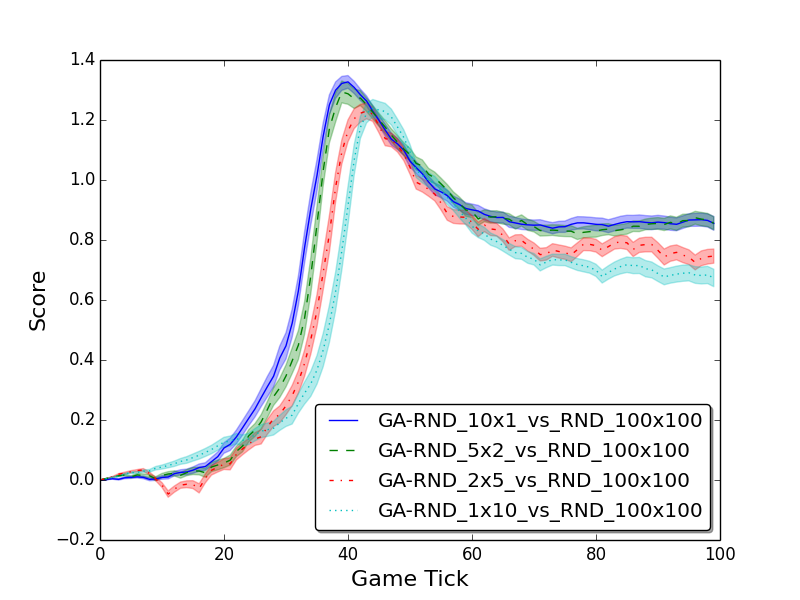 1.4
1.2
1.0
0.8
0.6
0.4
0.2
0.0
−0.2
Score
0 20 40 60 80 100
Game Tick
GA-RND_10x1_vs_RND_100x100
GA-RND_5x2_vs_RND_100x100
GA-RND_2x5_vs_RND_100x100
GA-RND_1x10_vs_RND_100x100